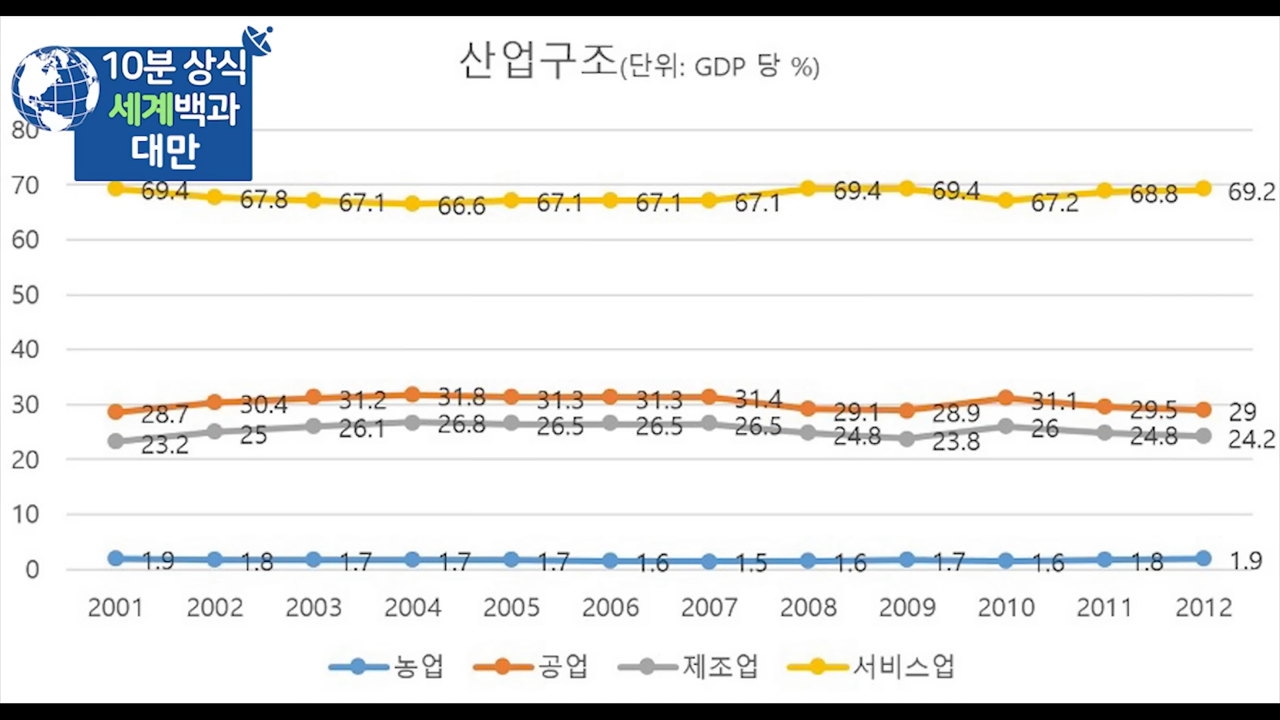 10분 상식
세계백과
대만
산업구조(단위: GDP 당 %)
80
70
60
50
40
30
20
10
0
69.4 67.8 67.1 66.6 67.1 67.1 67.1 69.4 69.4 67.2 68.8 69.2
28.7 30.4 31.2 31.8 31.3 31.3 31.4 29.1 28.9 31.1 29.5 29
23.2 25 26.1 26.8 26.5 26.5 26.5 24.8 23.8 26 24.8 24.2
1.9 1.8 1.7 1.7 1.7 1.6 1.5 1.6 1.7 1.6 1.8 1.9
2001 2002 2003 2004 2005 2006 2007 2008 2009 2010 2011 2012
농업 공업 제조업 서비스업